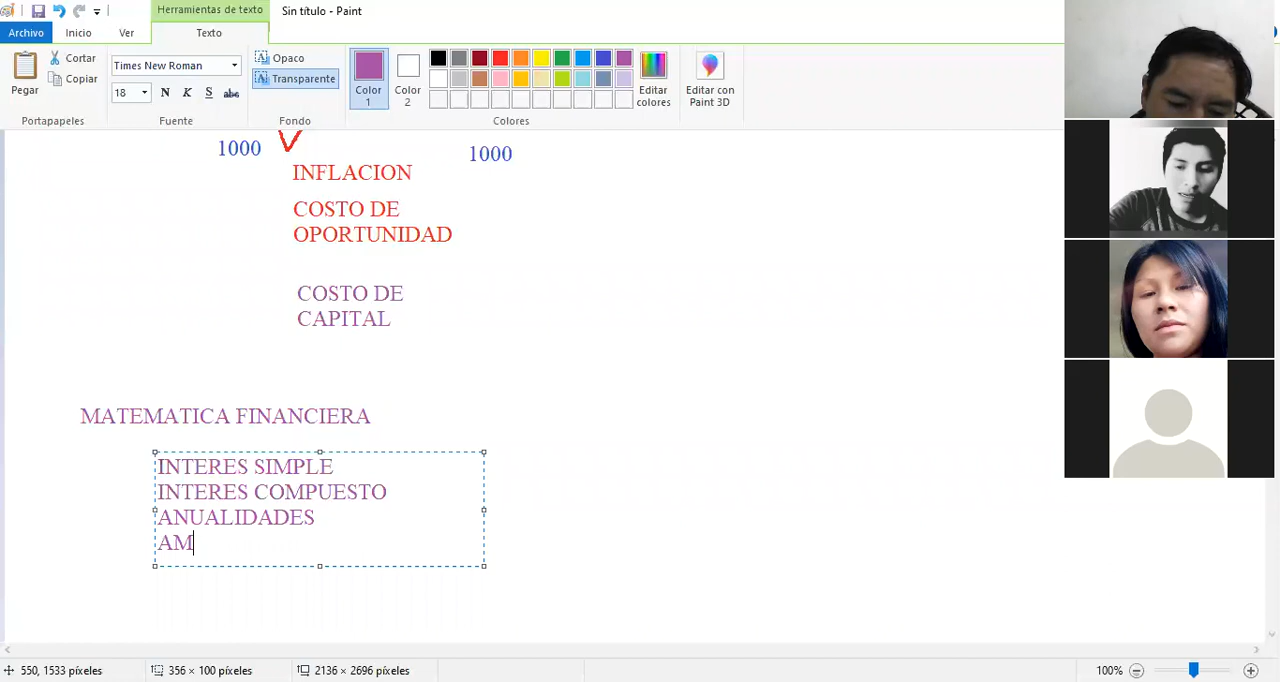 Herramientas de texto
Sin título - Paint
Archivo
Inicio
Ver
Texto
Pegar
Cortar
Copiar
Portapapeles
Times New Roman
18
N K S abc
Fuente
Opaco
Transparente
Fondo
Color 1
Color 2
Editar colores
Colores
Editar con Paint 3D
1000
1000
INFLACION
COSTO DE
OPORTUNIDAD
COSTO DE
CAPITAL
MATEMATICA FINANCIERA
INTERES SIMPLE
INTERES COMPUESTO
ANUALIDADES
AM
550, 1533 píxeles
356 × 100 píxeles
2136 × 2696 píxeles
100%